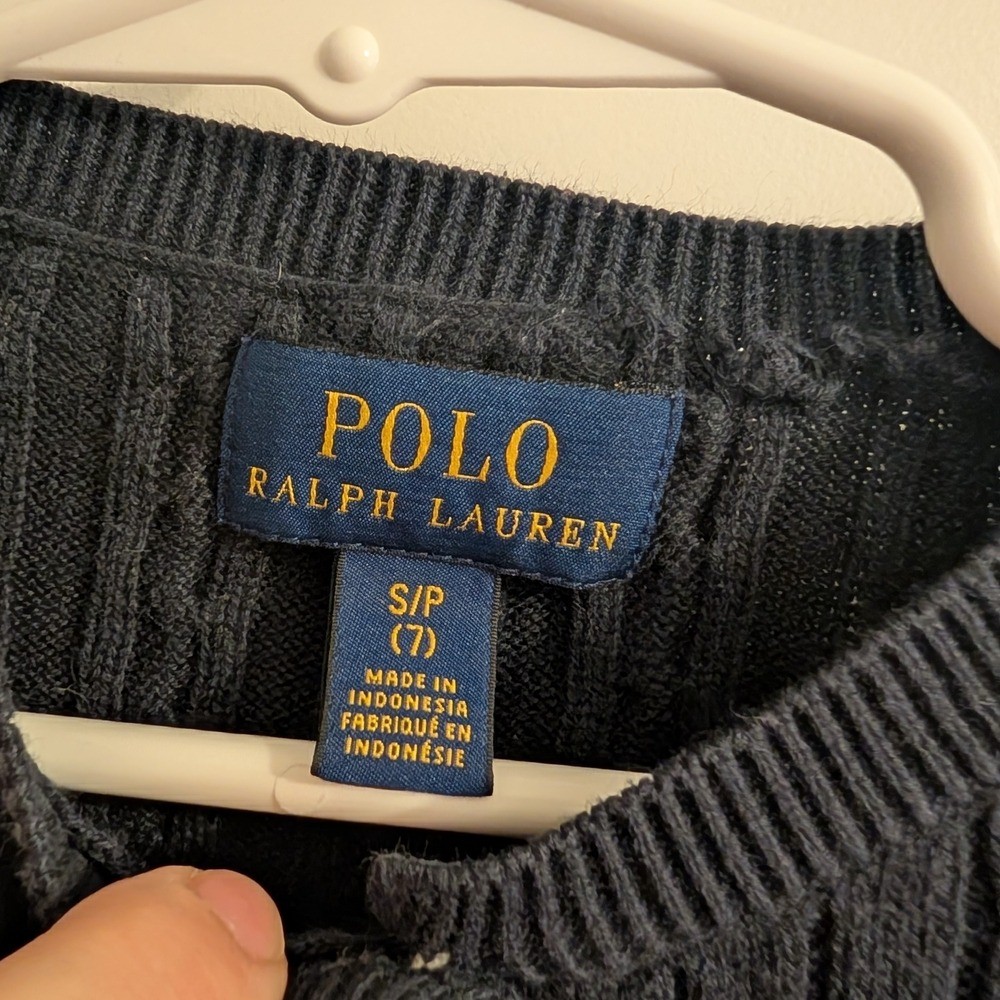 POLO
RALPH LAUREN
S/P
(7)
MADE IN
INDONESIA
FABRIQUÉ EN
INDONÉSIE